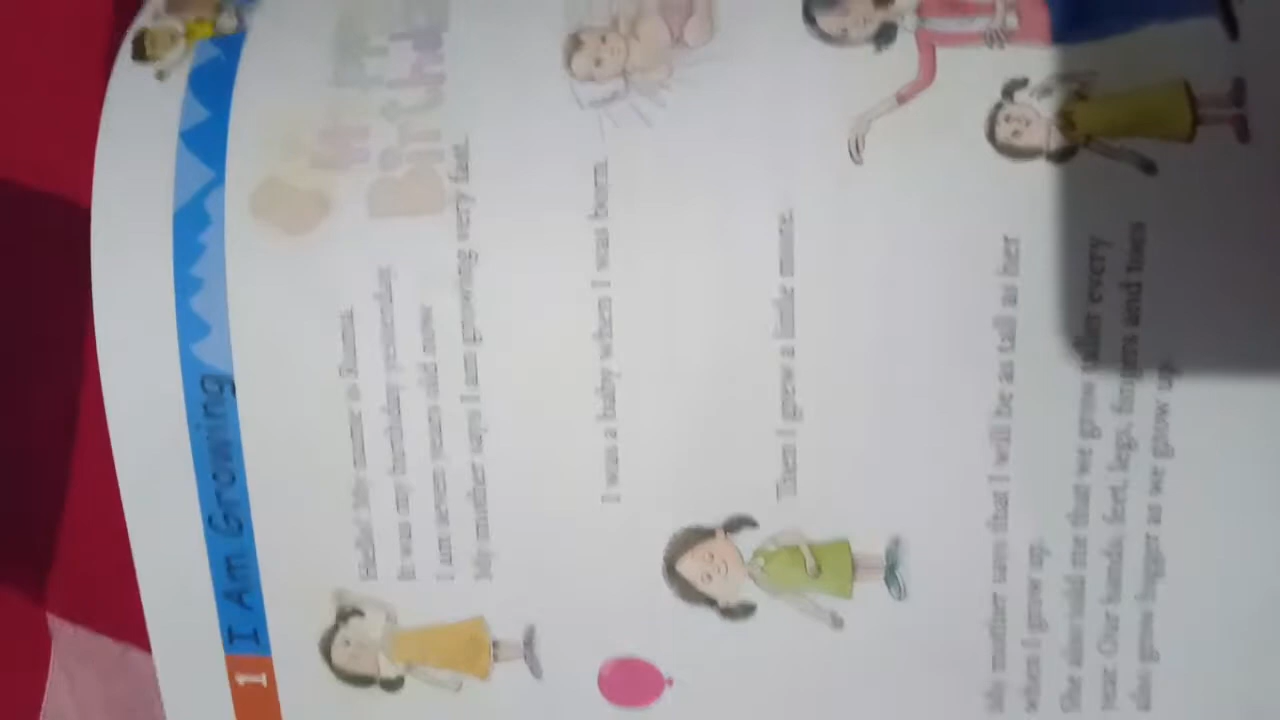 1 I Am Growing
Hello! My name is
It was my birthday yesterday.
I am seven years old now.
My mother says I am growing very fast.
I was a baby when I was born.
Then I grew a little more.
My mother says that I will be as tall as her
when I grow up.
She also told me that we grow taller every
year. Our hands, feet, legs, fingers and toes
also grow bigger as we grow up.